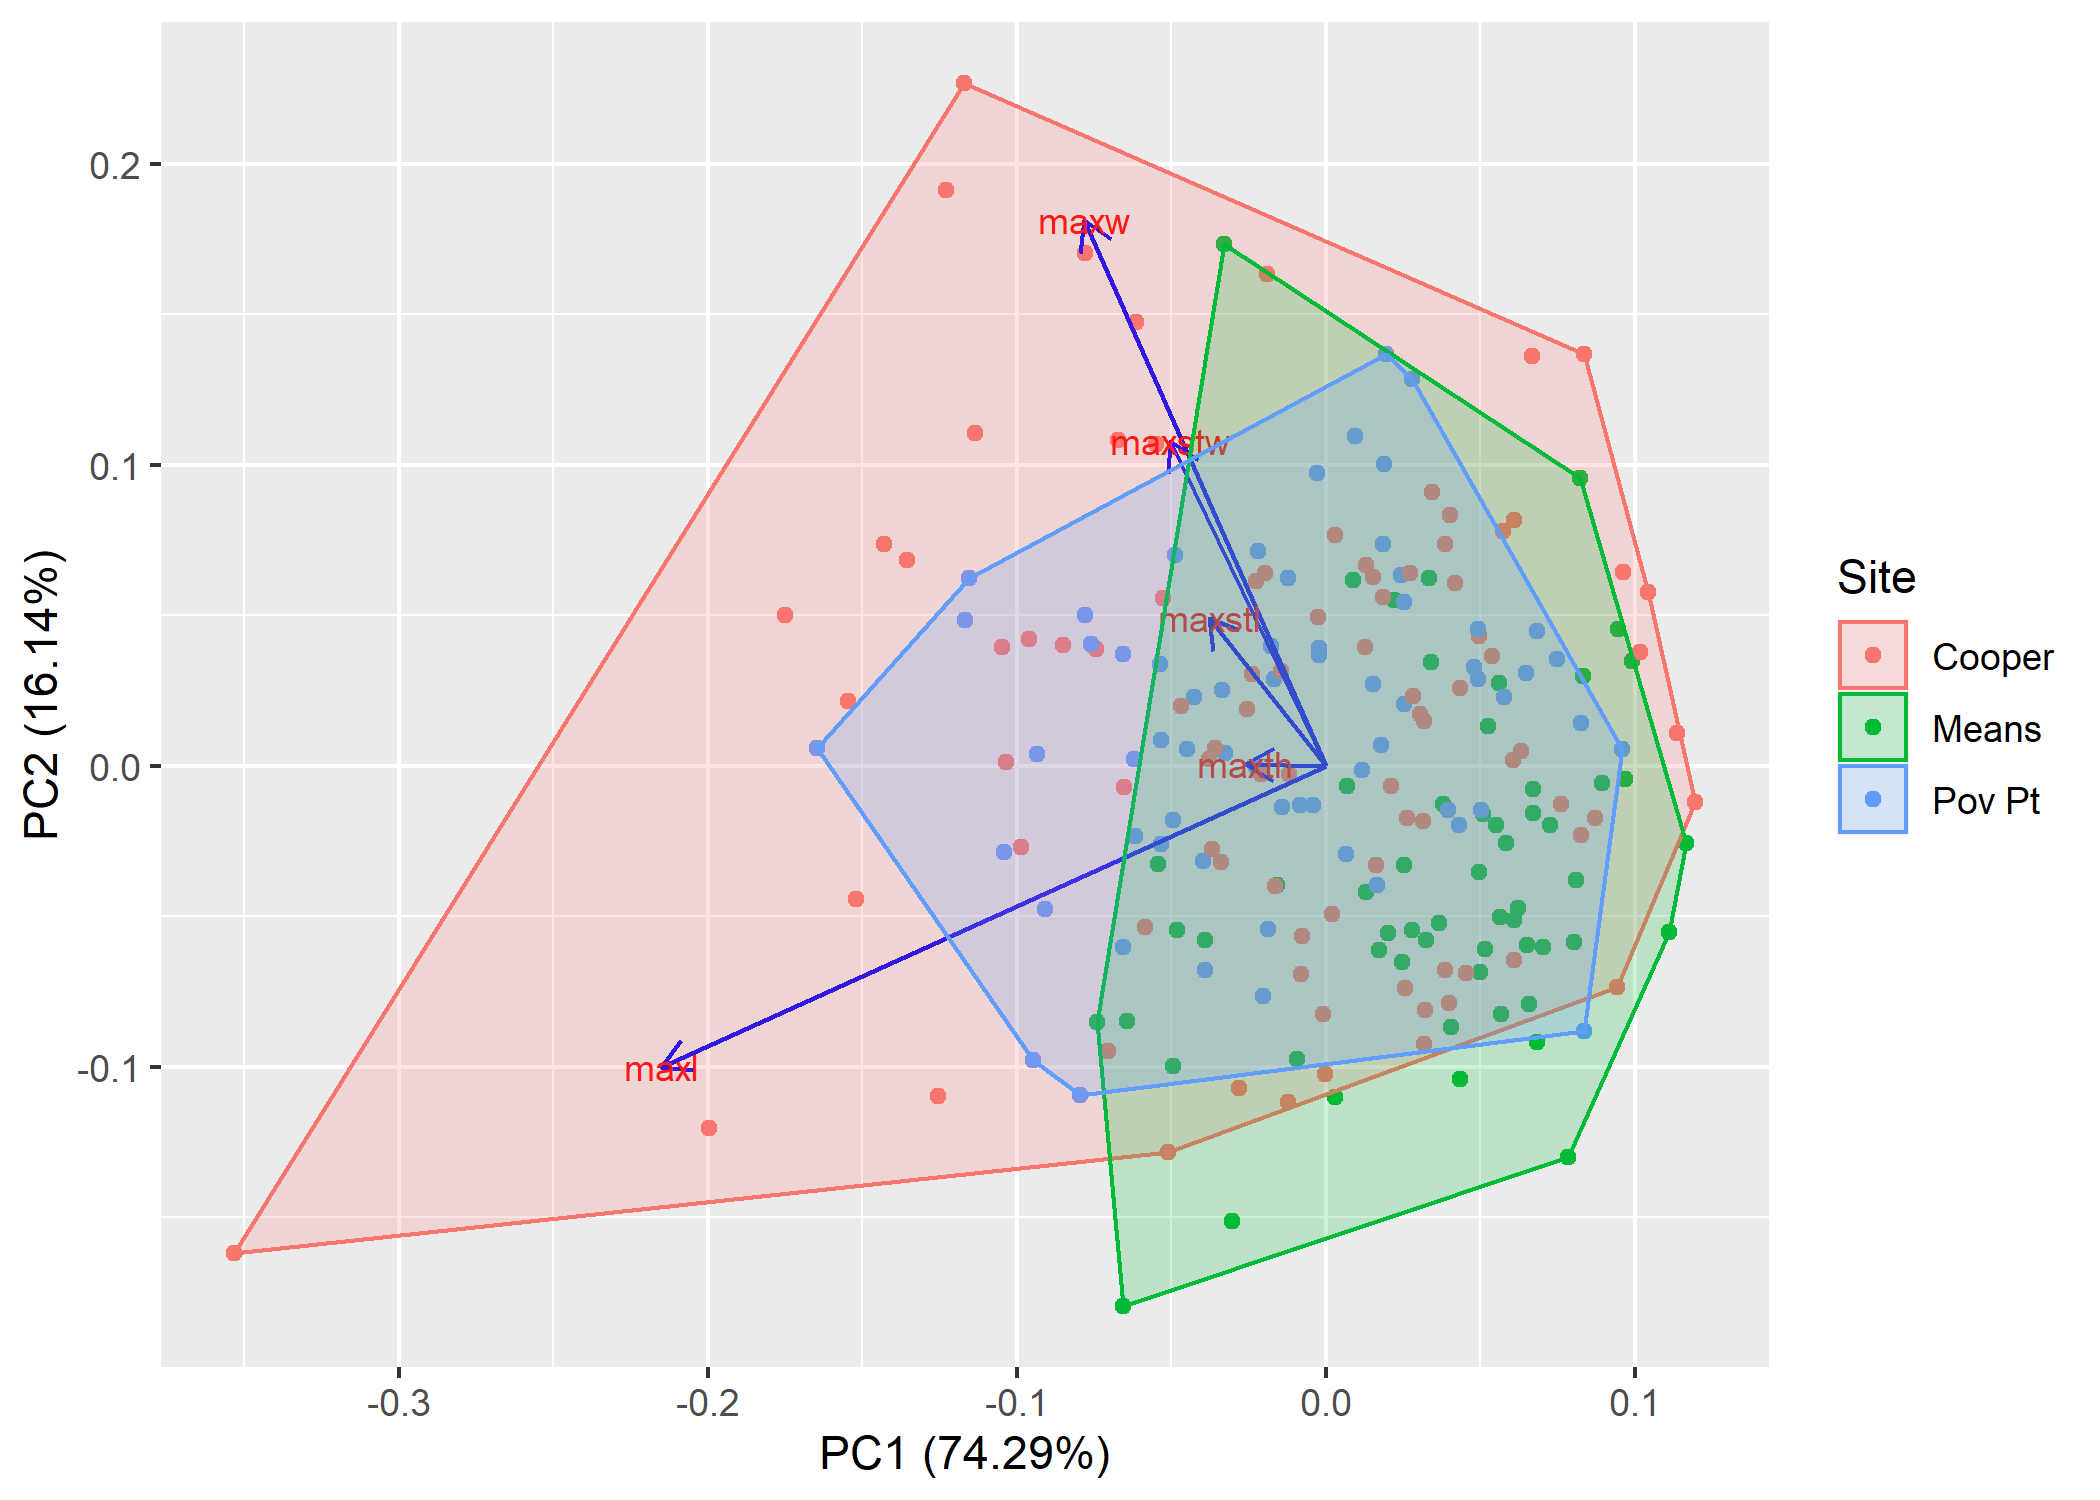 PC2 (16.14%)
0.2
0.1
0.0
-0.1
maxw
maxstw
maxstl
maxth
maxl
-0.3
-0.2
-0.1
0.0
0.1
PC1 (74.29%)
Site
Cooper
Means
Pov Pt